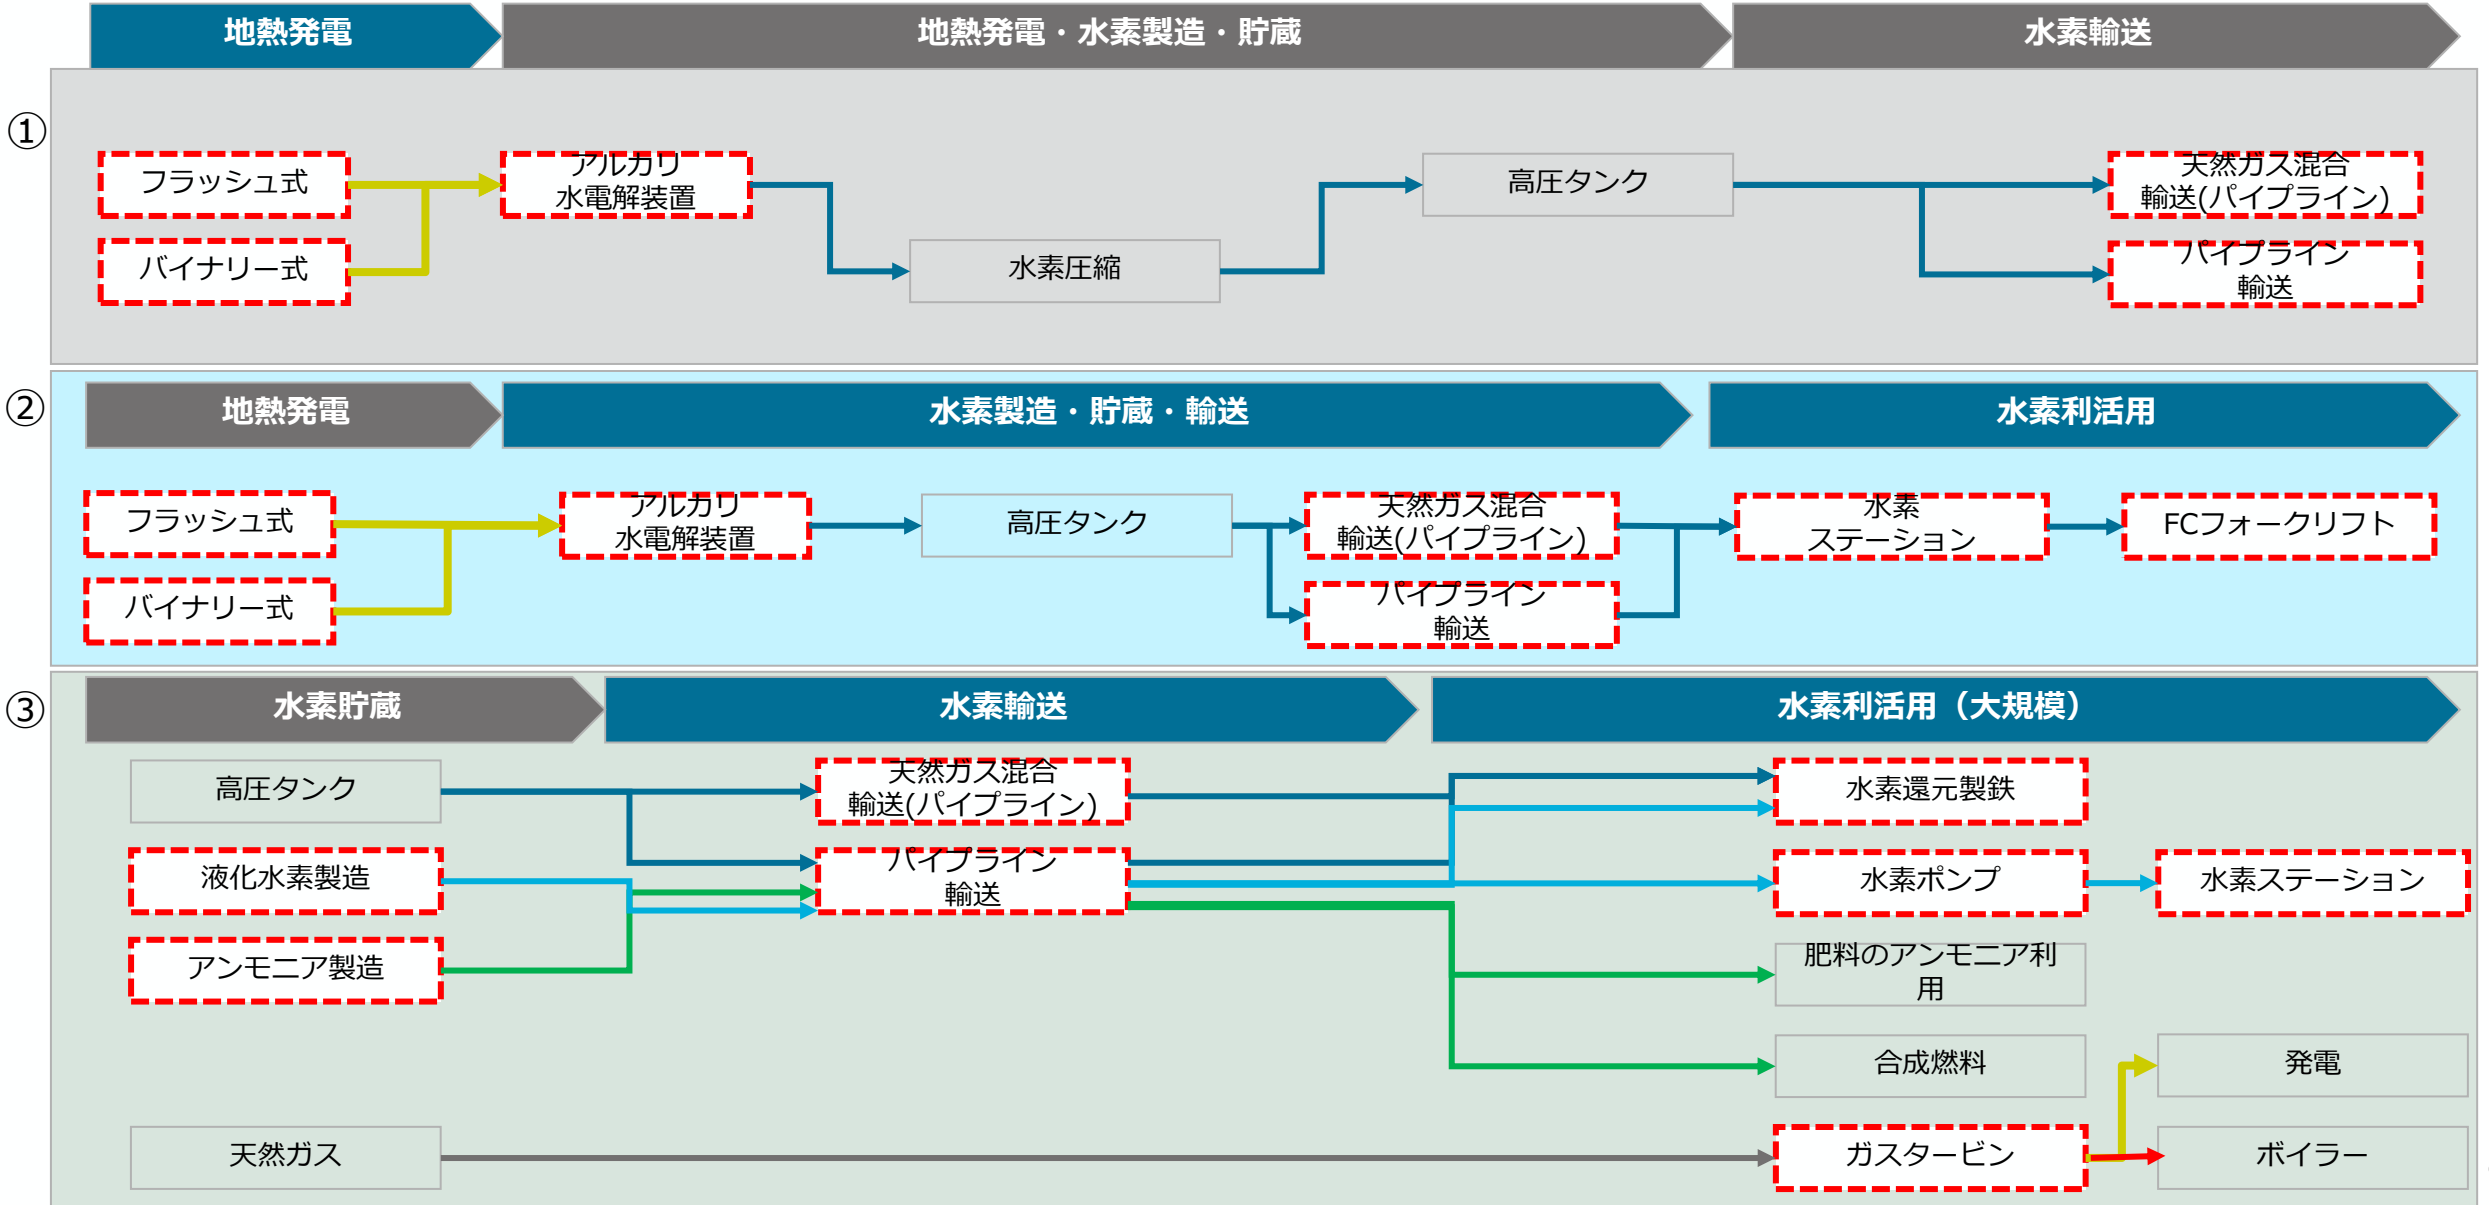 地熱発電
地熱発電・水素製造・貯蔵
水素輸送
①
フラッシュ式
バイナリー式
アルカリ
水電解装置
水素圧縮
高圧タンク
天然ガス混合
輸送(パイプライン)
パイプライン
輸送
②
地熱発電
水素製造・貯蔵・輸送
水素利活用
フラッシュ式
バイナリー式
アルカリ
水電解装置
高圧タンク
天然ガス混合
輸送(パイプライン)
パイプライン
輸送
水素
ステーション
FCフォークリフト
③
水素貯蔵
水素輸送
水素利活用（大規模）
高圧タンク
液化水素製造
アンモニア製造
天然ガス
天然ガス混合
輸送(パイプライン)
パイプライン
輸送
水素還元製鉄
水素ポンプ
水素ステーション
肥料のアンモニア利
用
合成燃料
発電
ガスタービン
ボイラー